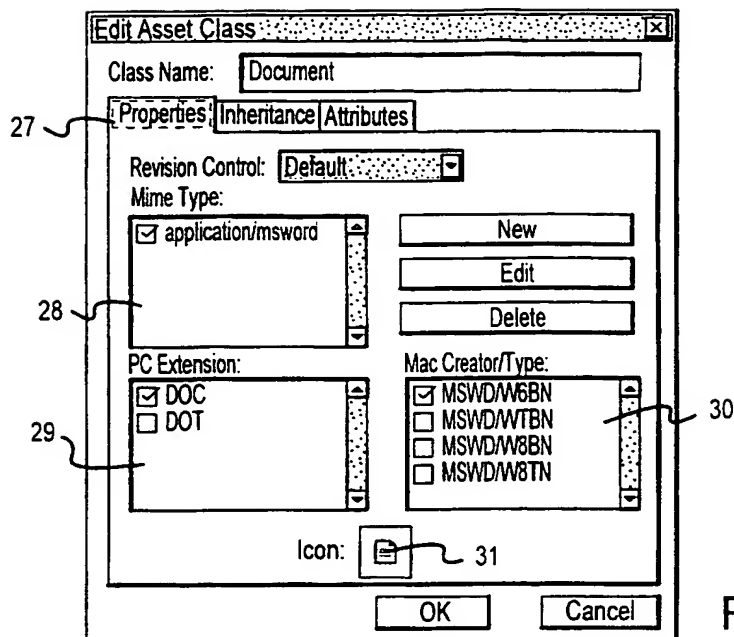 Edit Asset Class
Class Name: Document
27
Properties Inheritance Attributes
Revision Control: Default
Mime Type:
application/msword
New
Edit
Delete
28
PC Extension:
DOC
DOT
29
Mac Creator/Type:
MSWD/W6BN
MSWD/WTBN
MSWD/W8BN
MSWD/W8TN
30
Icon:
31
OK Cancel
F